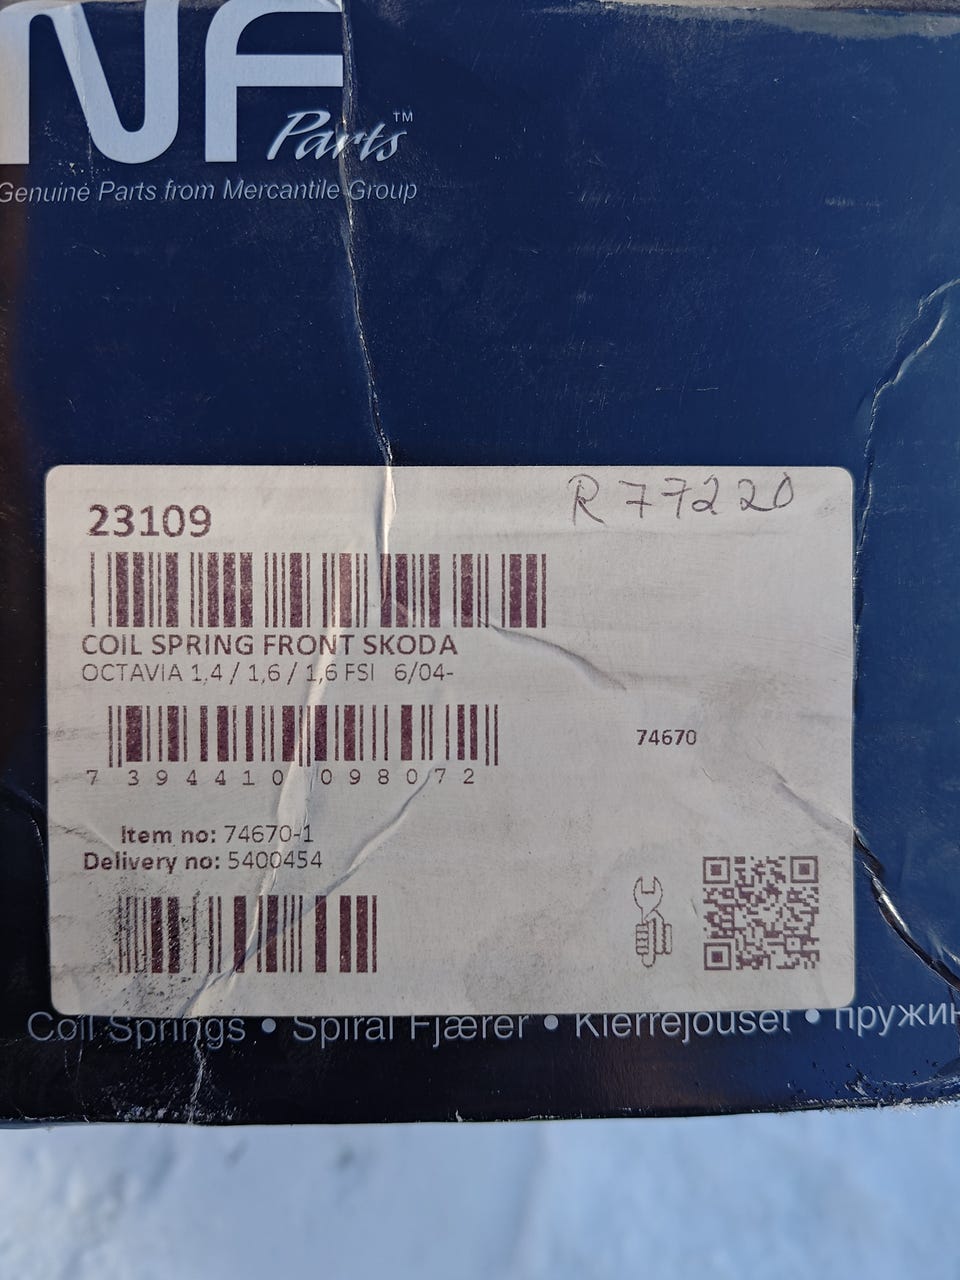 NF
Parts™
Genuine Parts from Mercantile Group
R 77220
23109
COIL SPRING FRONT SKODA
OCTAVIA 1,4 / 1,6 / 1,6 FSI 6/04-
74670
7 394410 098072
Item no: 74670-1
Delivery no: 5400454
Coil Springs • Spiral Fjærer • Kierrejouset • пружин